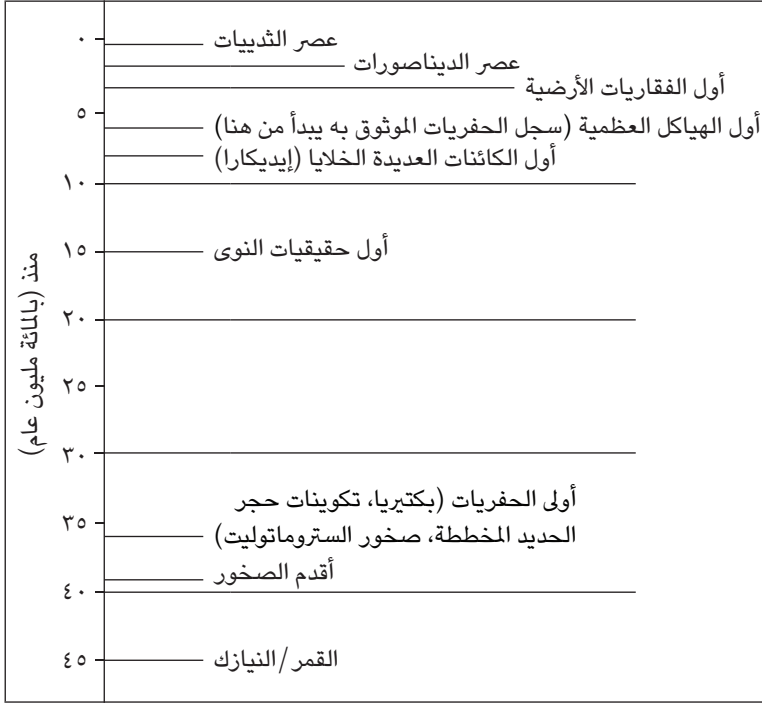 ٠
عصر الثدييات
عصر الديناصورات
أول الفقاريات الأرضية
٥
أول الهياكل العظمية (سجل الحفريات الموثوق به يبدأ من هنا)
أول الكائنات العديدة الخلايا (إيديكارا)
١٠
١٥
أول حقيقيات النوى
منذ (بالمائة مليون عام)
٢٠
٢٥
٣٠
أولى الحفريات (بكتيريا، تكوينات حجر
٣٥
الحديد المخططة، صخور الستروماتوليت)
أقدم الصخور
٤٠
٤٥
القمر/النيازك